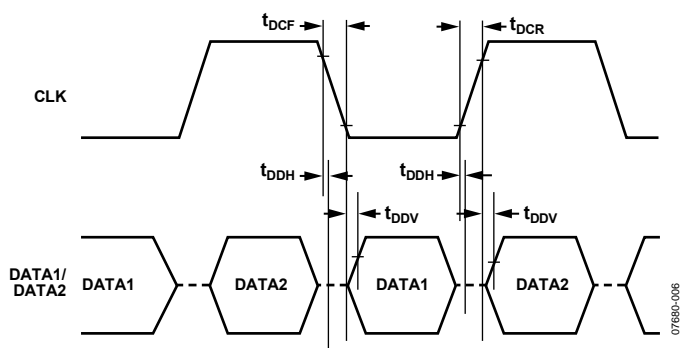 tDCF
tDCR
CLK
tDDH
tDDH
tDDV
tDDV
DATA1/
DATA2
DATA1
DATA2
DATA1
DATA2
07680-006